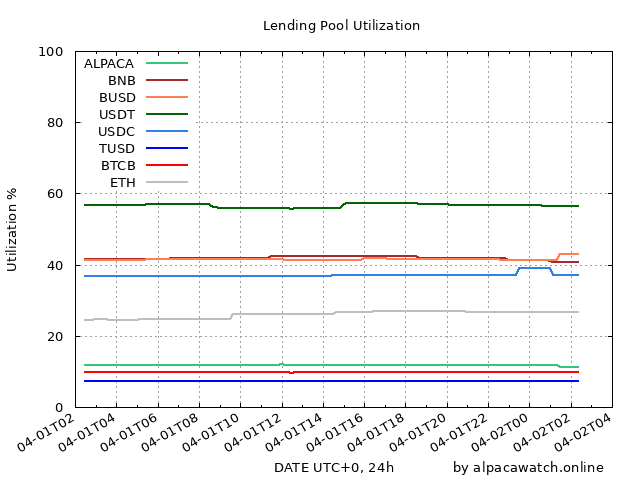 Lending Pool Utilization
Utilization %
100
80
60
40
20
0
ALPACA
BNB
BUSD
USDT
USDC
TUSD
BTCB
ETH
04-01T02
04-01T04
04-01T06
04-01T08
04-01T10
04-01T12
04-01T14
04-01T16
04-01T18
04-01T20
04-01T22
04-02T00
04-02T02
04-02T04
DATE UTC+0, 24h
by alpacawatch.online